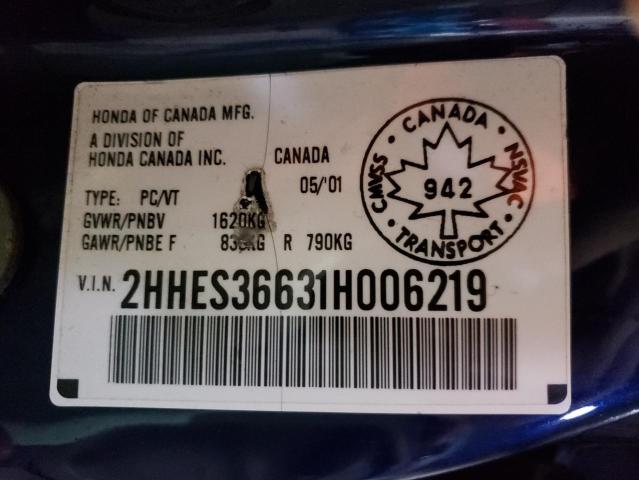 HONDA OF CANADA MFG.
A DIVISION OF
HONDA CANADA INC.
CANADA
05/'01
TYPE: PC/VT
GVWR/PNBV 1620KG
GAWR/PNBE F R 790KG
V.I.N. 2HHES36631H006219
CANADA
CMVSS
942
NSVAC
TRANSPORT